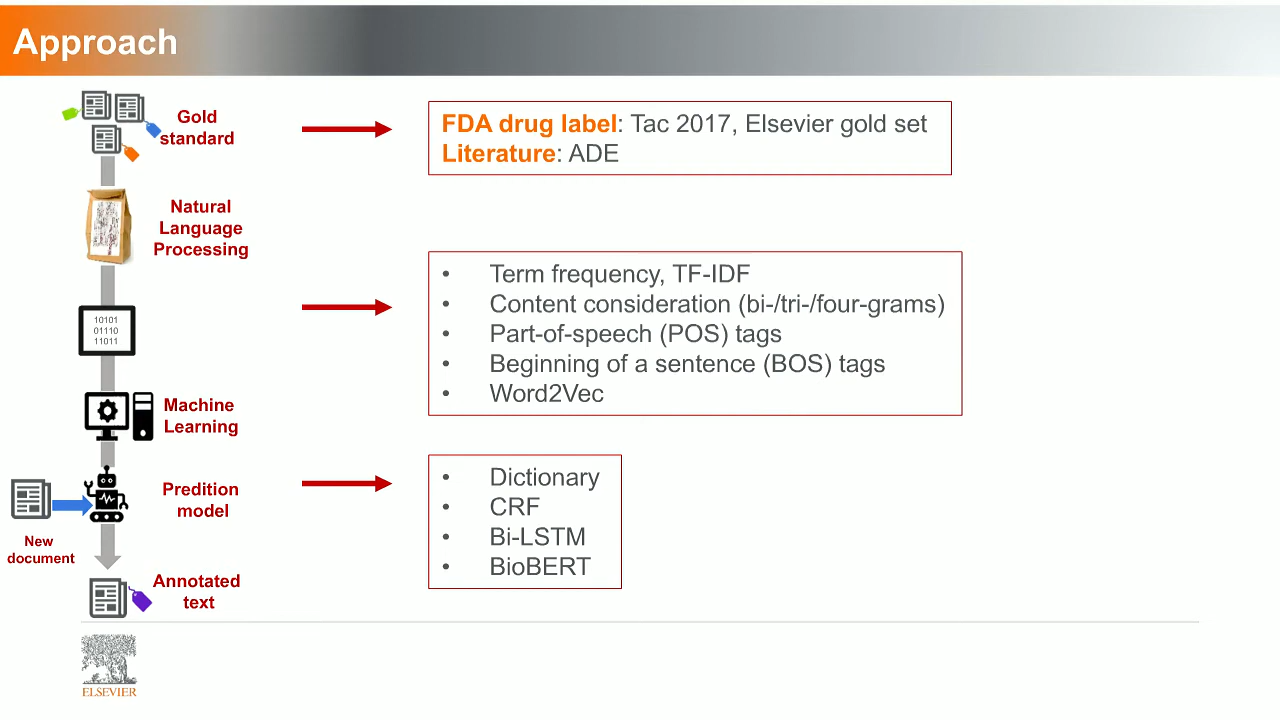 Approach
Gold
standard
FDA drug label: Tac 2017, Elsevier gold set
Literature: ADE
Natural
Language
Processing
• Term frequency, TF-IDF
• Content consideration (bi-/tri-/four-grams)
• Part-of-speech (POS) tags
• Beginning of a sentence (BOS) tags
• Word2Vec
10101
01110
11011
Machine
Learning
Predition
model
• Dictionary
• CRF
• Bi-LSTM
• BioBERT
New
document
Annotated
text
ELSEVIER